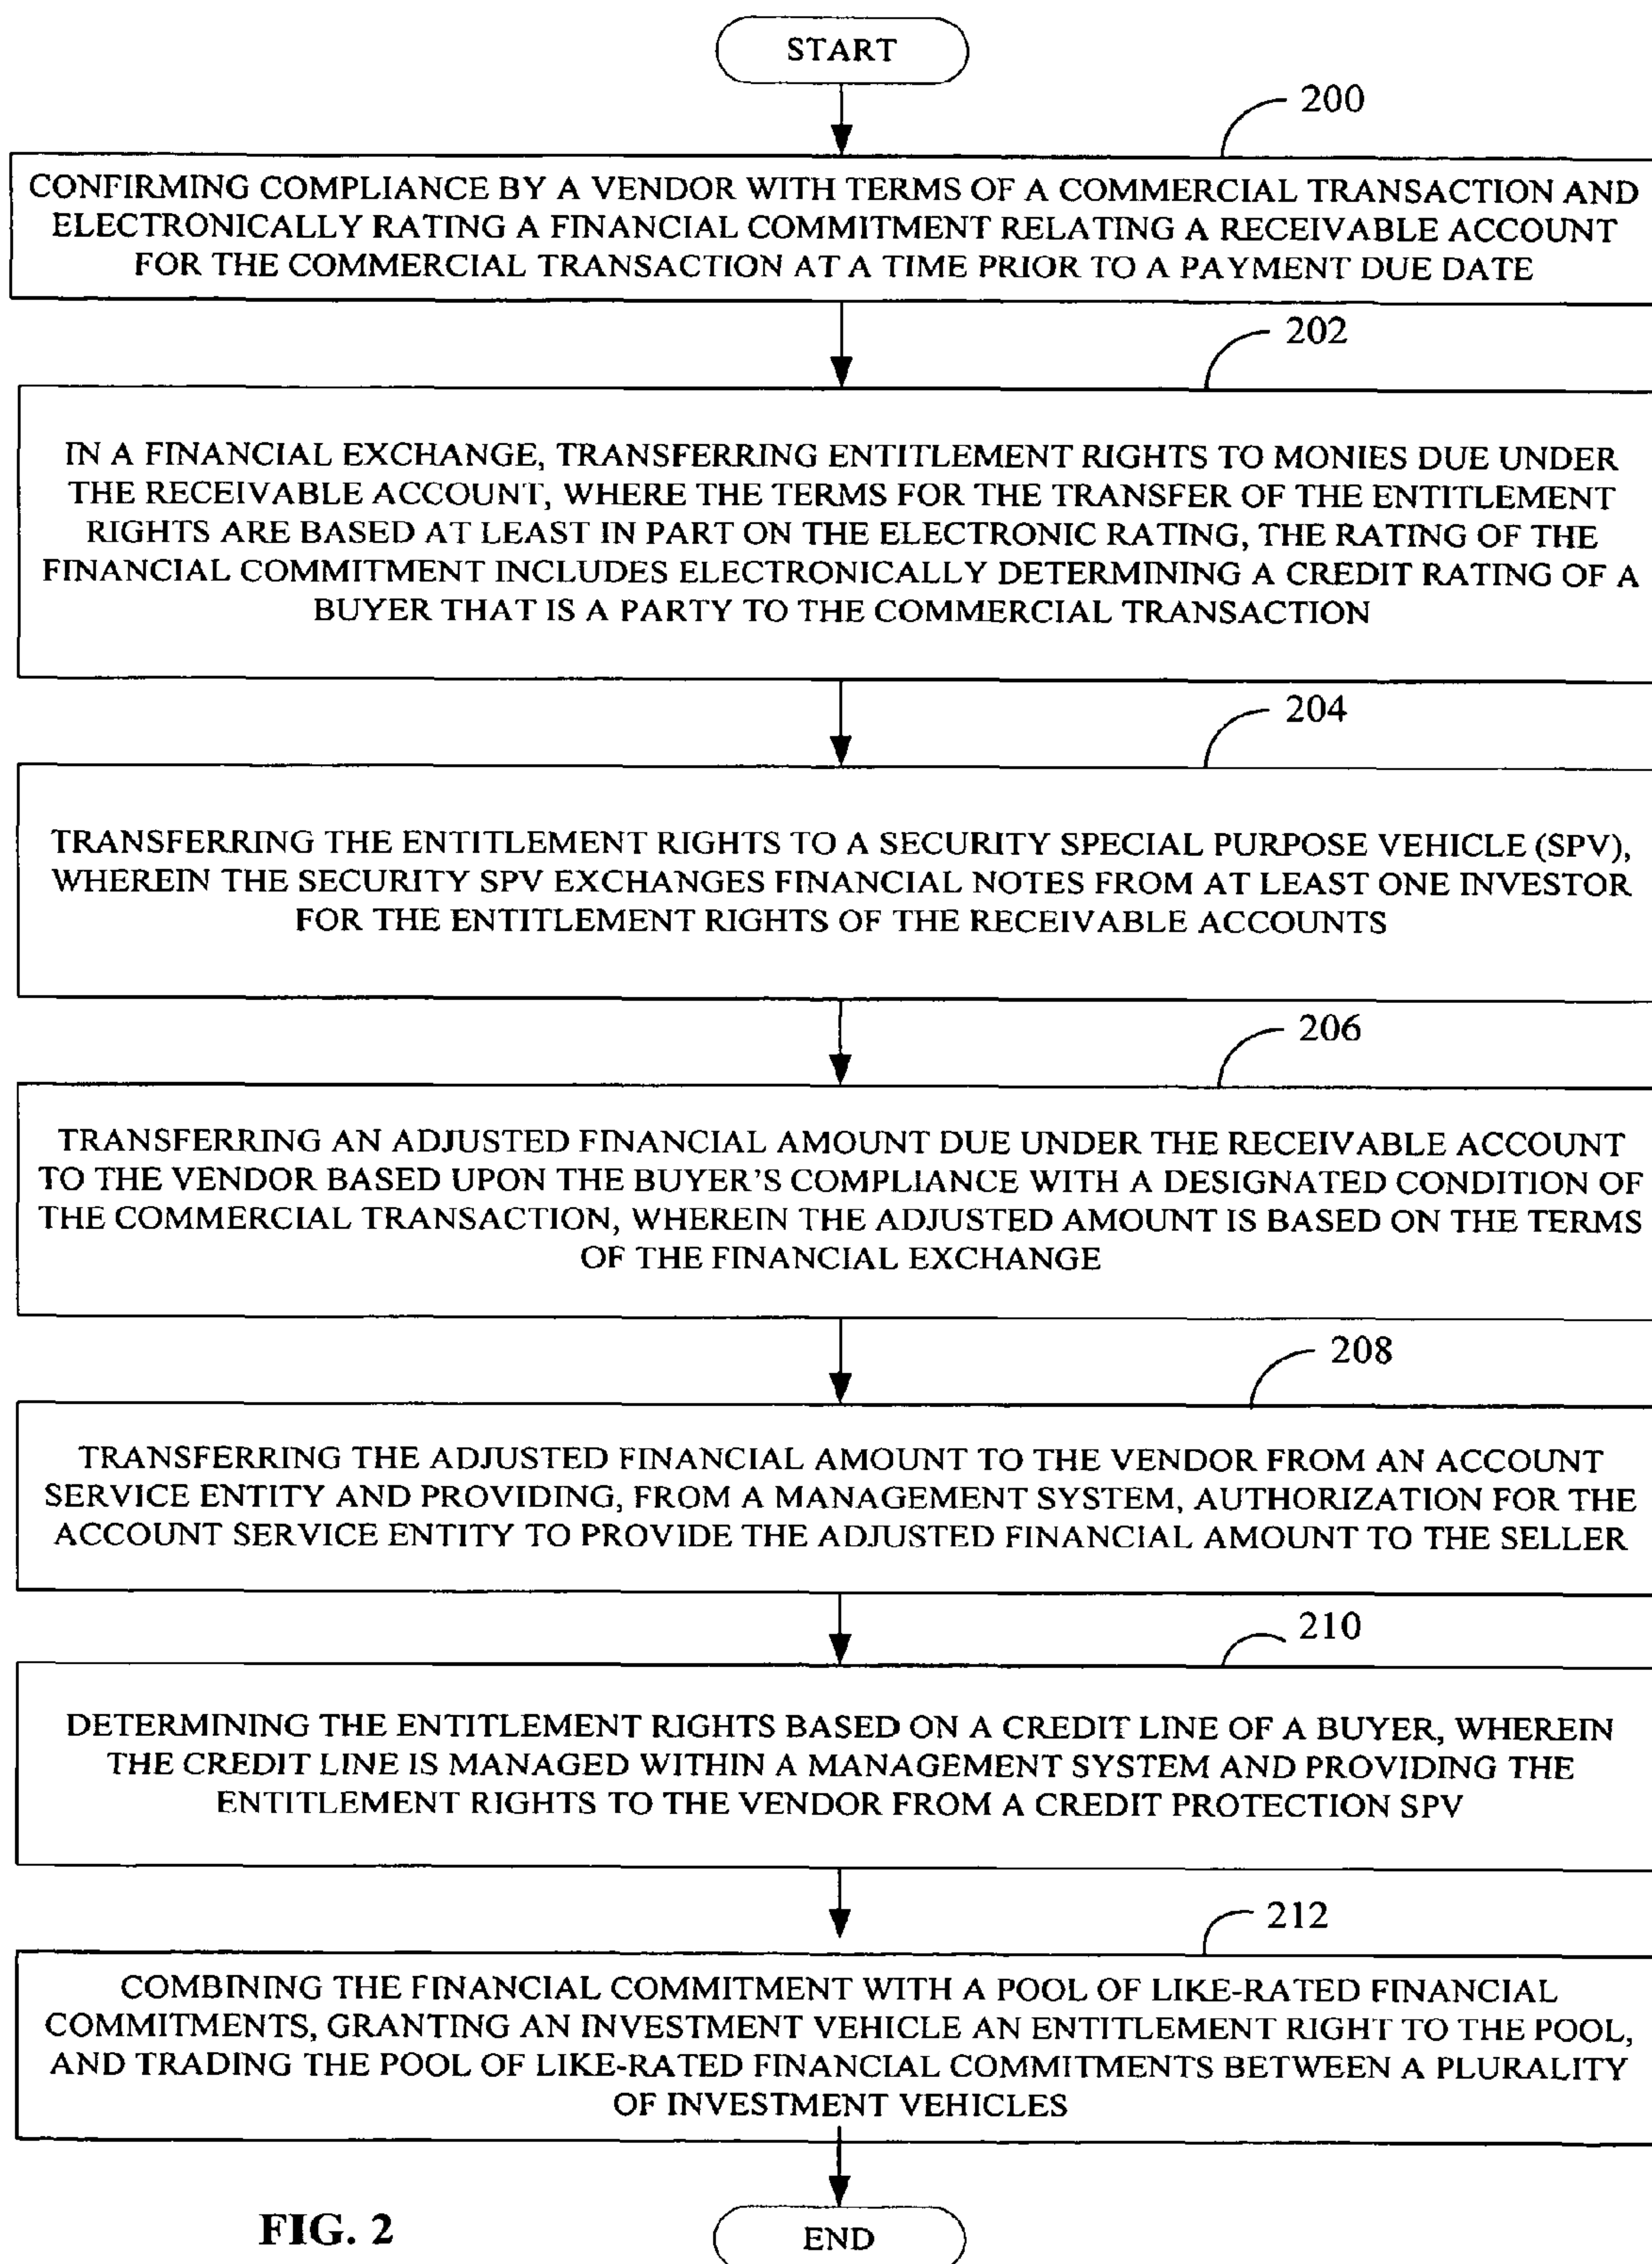 START
200
CONFIRMING COMPLIANCE BY A VENDOR WITH TERMS OF A COMMERCIAL TRANSACTION AND
ELECTRONICALLY RATING A FINANCIAL COMMITMENT RELATING A RECEIVABLE ACCOUNT
FOR THE COMMERCIAL TRANSACTION AT A TIME PRIOR TO A PAYMENT DUE DATE
202
IN A FINANCIAL EXCHANGE, TRANSFERRING ENTITLEMENT RIGHTS TO MONIES DUE UNDER
THE RECEIVABLE ACCOUNT, WHERE THE TERMS FOR THE TRANSFER OF THE ENTITLEMENT
RIGHTS ARE BASED AT LEAST IN PART ON THE ELECTRONIC RATING, THE RATING OF THE
FINANCIAL COMMITMENT INCLUDES ELECTRONICALLY DETERMINING A CREDIT RATING OF A
BUYER THAT IS A PARTY TO THE COMMERCIAL TRANSACTION
204
TRANSFERRING THE ENTITLEMENT RIGHTS TO A SECURITY SPECIAL PURPOSE VEHICLE (SPV),
WHEREIN THE SECURITY SPV EXCHANGES FINANCIAL NOTES FROM AT LEAST ONE INVESTOR
FOR THE ENTITLEMENT RIGHTS OF THE RECEIVABLE ACCOUNTS
206
TRANSFERRING AN ADJUSTED FINANCIAL AMOUNT DUE UNDER THE RECEIVABLE ACCOUNT
TO THE VENDOR BASED UPON THE BUYER'S COMPLIANCE WITH A DESIGNATED CONDITION OF
THE COMMERCIAL TRANSACTION, WHEREIN THE ADJUSTED AMOUNT IS BASED ON THE TERMS
OF THE FINANCIAL EXCHANGE
208
TRANSFERRING THE ADJUSTED FINANCIAL AMOUNT TO THE VENDOR FROM AN ACCOUNT
SERVICE ENTITY AND PROVIDING, FROM A MANAGEMENT SYSTEM, AUTHORIZATION FOR THE
ACCOUNT SERVICE ENTITY TO PROVIDE THE ADJUSTED FINANCIAL AMOUNT TO THE SELLER
210
DETERMINING THE ENTITLEMENT RIGHTS BASED ON A CREDIT LINE OF A BUYER, WHEREIN
THE CREDIT LINE IS MANAGED WITHIN A MANAGEMENT SYSTEM AND PROVIDING THE
ENTITLEMENT RIGHTS TO THE VENDOR FROM A CREDIT PROTECTION SPV
212
COMBINING THE FINANCIAL COMMITMENT WITH A POOL OF LIKE-RATED FINANCIAL
COMMITMENTS, GRANTING AN INVESTMENT VEHICLE AN ENTITLEMENT RIGHT TO THE POOL,
AND TRADING THE POOL OF LIKE-RATED FINANCIAL COMMITMENTS BETWEEN A PLURALITY
OF INVESTMENT VEHICLES
FIG. 2
END